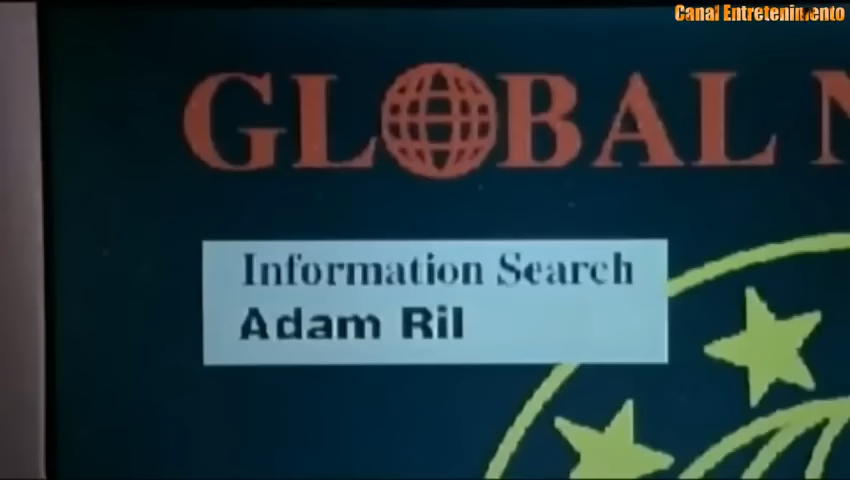 Canal Entretenimento
GLOBAL N
Information Search
Adam Ril